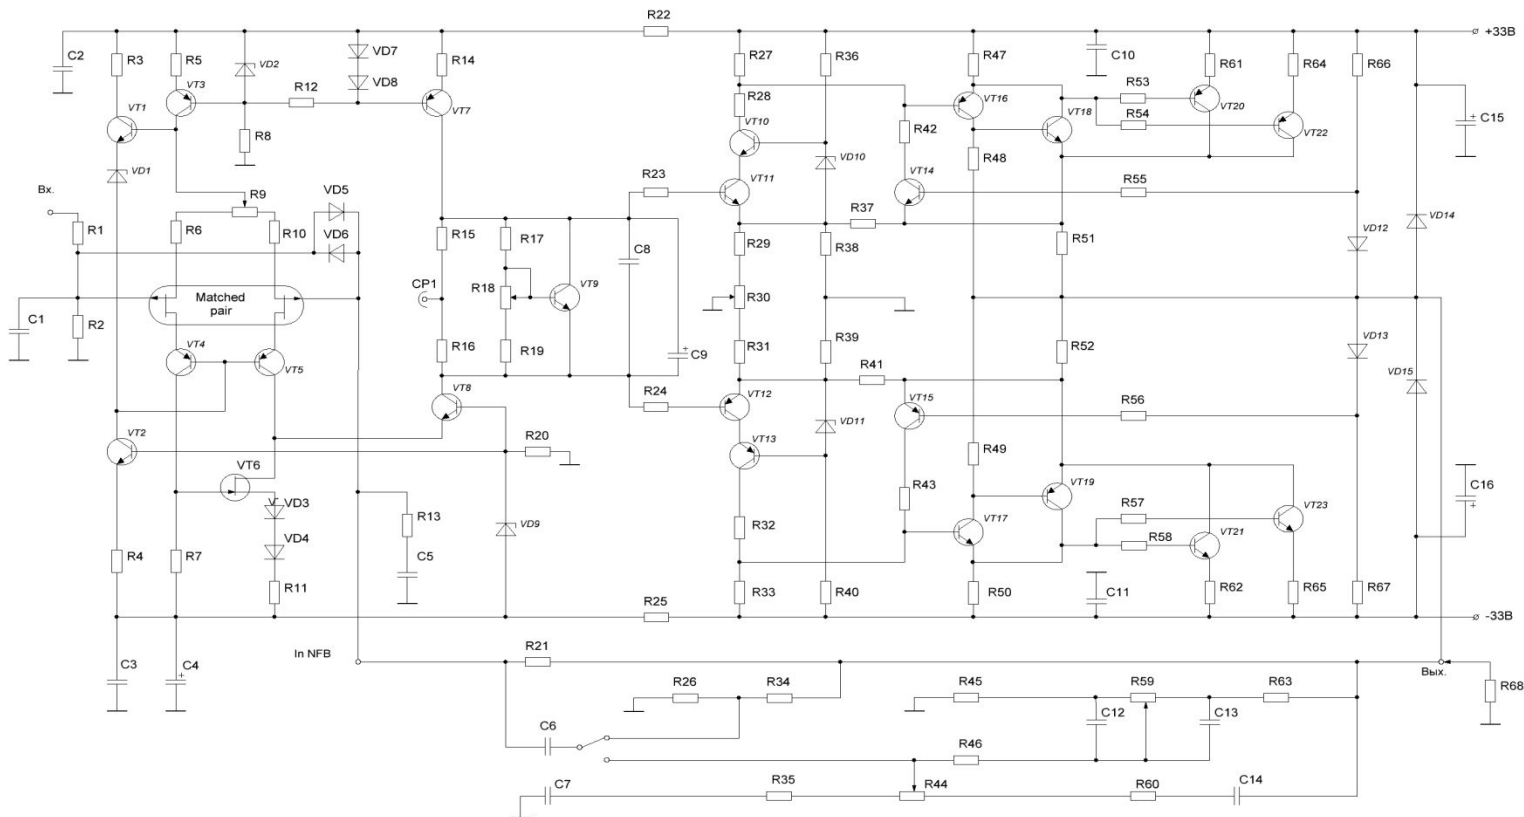 R22
+33В
C2
R3
R5
VD2
VD7
R14
R27
R36
R47
C10
R61
R64
R66
VT3
R12
VD8
VT7
R28
VT16
R53
VT20
C15
VT1
R8
VT10
R42
VT18
R54
VT22
VD1
VD10
R48
Вх.
R9
VD5
R23
VT11
VT14
R55
R1
R6
R10
VD6
R15
R17
C8
R37
R29
R38
R51
VD12
VD14
Matched
pair
CP1
R18
VT9
R30
C1
R2
R16
R19
C9
R31
R39
R52
VD13
VT4
VT5
VT8
R24
R41
VT12
VT15
R56
VD15
VT2
R20
VT13
VD11
R49
VT6
VD3
VD4
R13
VD9
R43
VT19
C16
R57
VT23
R32
VT17
R58
VT21
R4
R7
R11
C5
R25
R33
R40
R50
C11
R62
R65
R67
-33В
C3
C4
In NFB
R21
Вых.
R26
R34
R45
R59
R63
R68
C6
C12
C13
R46
C7
R35
R44
R60
C14